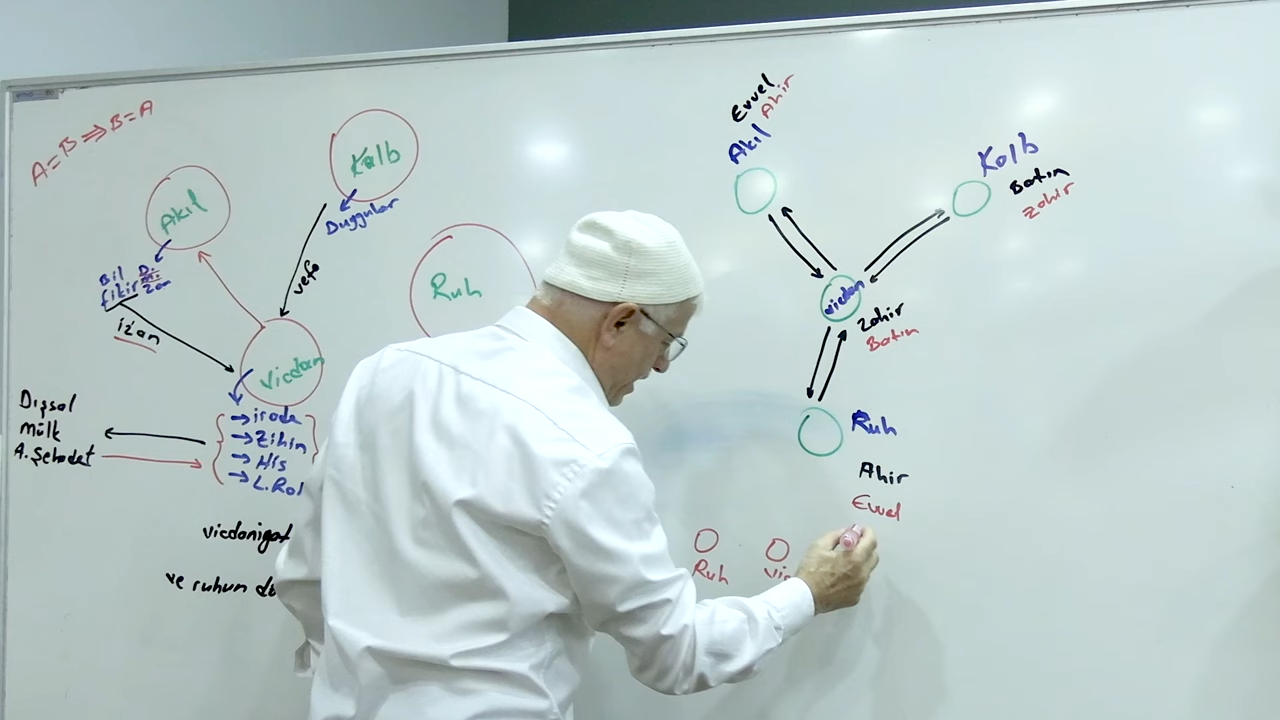 A=B⇒B=A
Akıl
Kalb
Duygular
Bil
fikir
izan
vefa
Ruh
Vicdan
Dışsal
Mülk
A.Şehadet
→irade
→Zihin
→His
vicdaniyat
ve ruhun
Evvel
Ahir
Akıl
Kalb
Batın
Zahir
vicdan
Zahir
Batın
Ruh
Ahir
Evvel
Ruh